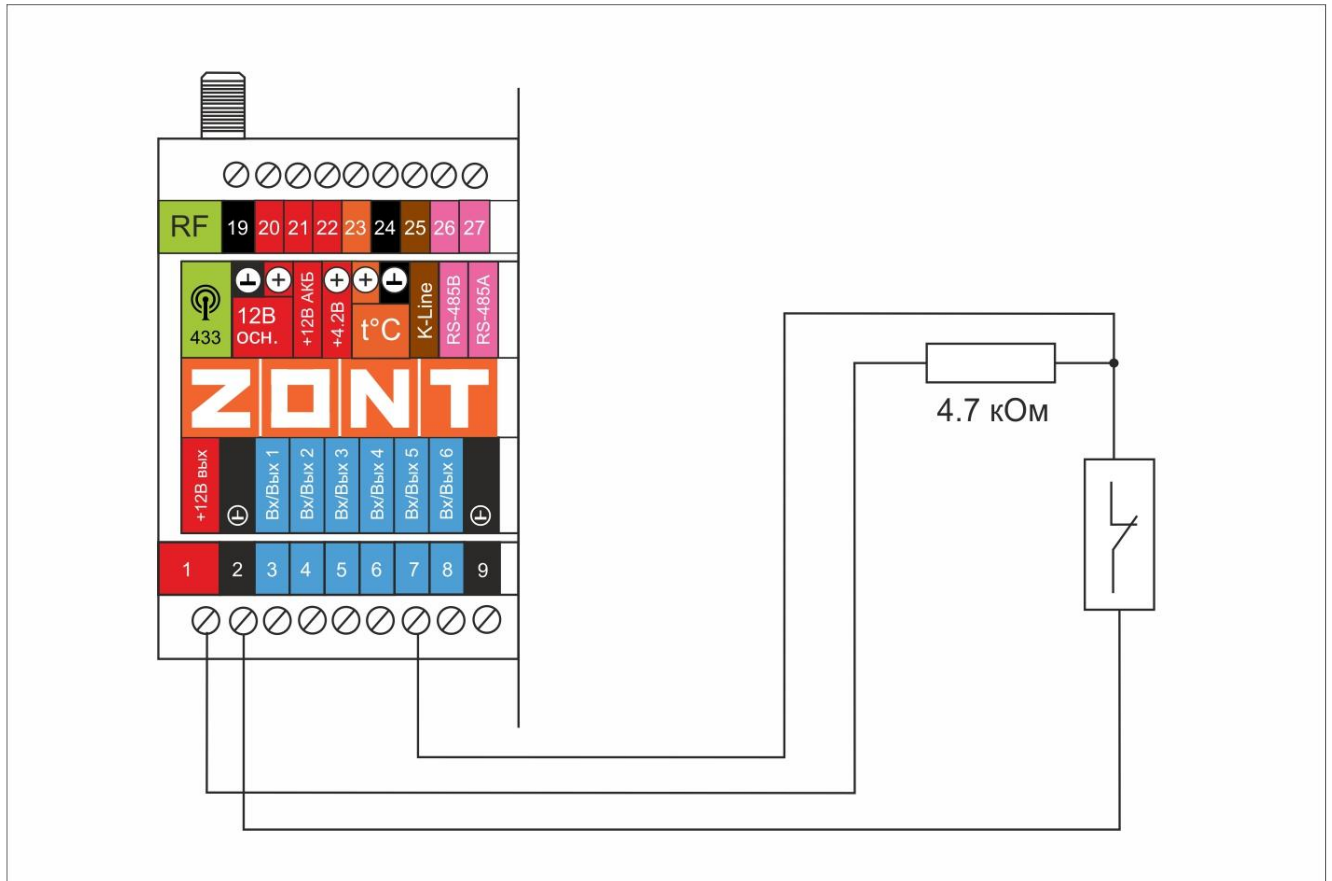 RF 19 20 21 22 23 24 25 26 27
433
12В
осн.
+12В АКБ
+4.2В
t°C
K-Line
RS-485B
RS-485A
ZONT
+12В вых
Вх/Вых 1
Вх/Вых 2
Вх/Вых 3
Вх/Вых 4
Вх/Вых 5
Вх/Вых 6
1 2 3 4 5 6 7 8 9
4.7 кОм